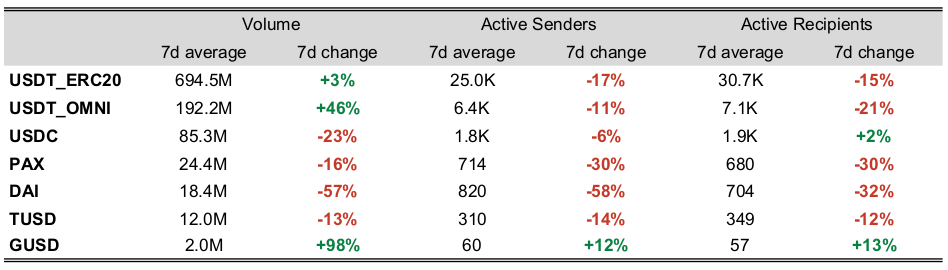 Volume Active Senders Active Recipients
7d average 7d change 7d average 7d change 7d average 7d change
USDT_ERC20 694.5M +3% 25.0K -17% 30.7K -15%
USDT_OMNI 192.2M +46% 6.4K -11% 7.1K -21%
USDC 85.3M -23% 1.8K -6% 1.9K +2%
PAX 24.4M -16% 714 -30% 680 -30%
DAI 18.4M -57% 820 -58% 704 -32%
TUSD 12.0M -13% 310 -14% 349 -12%
GUSD 2.0M +98% 60 +12% 57 +13%